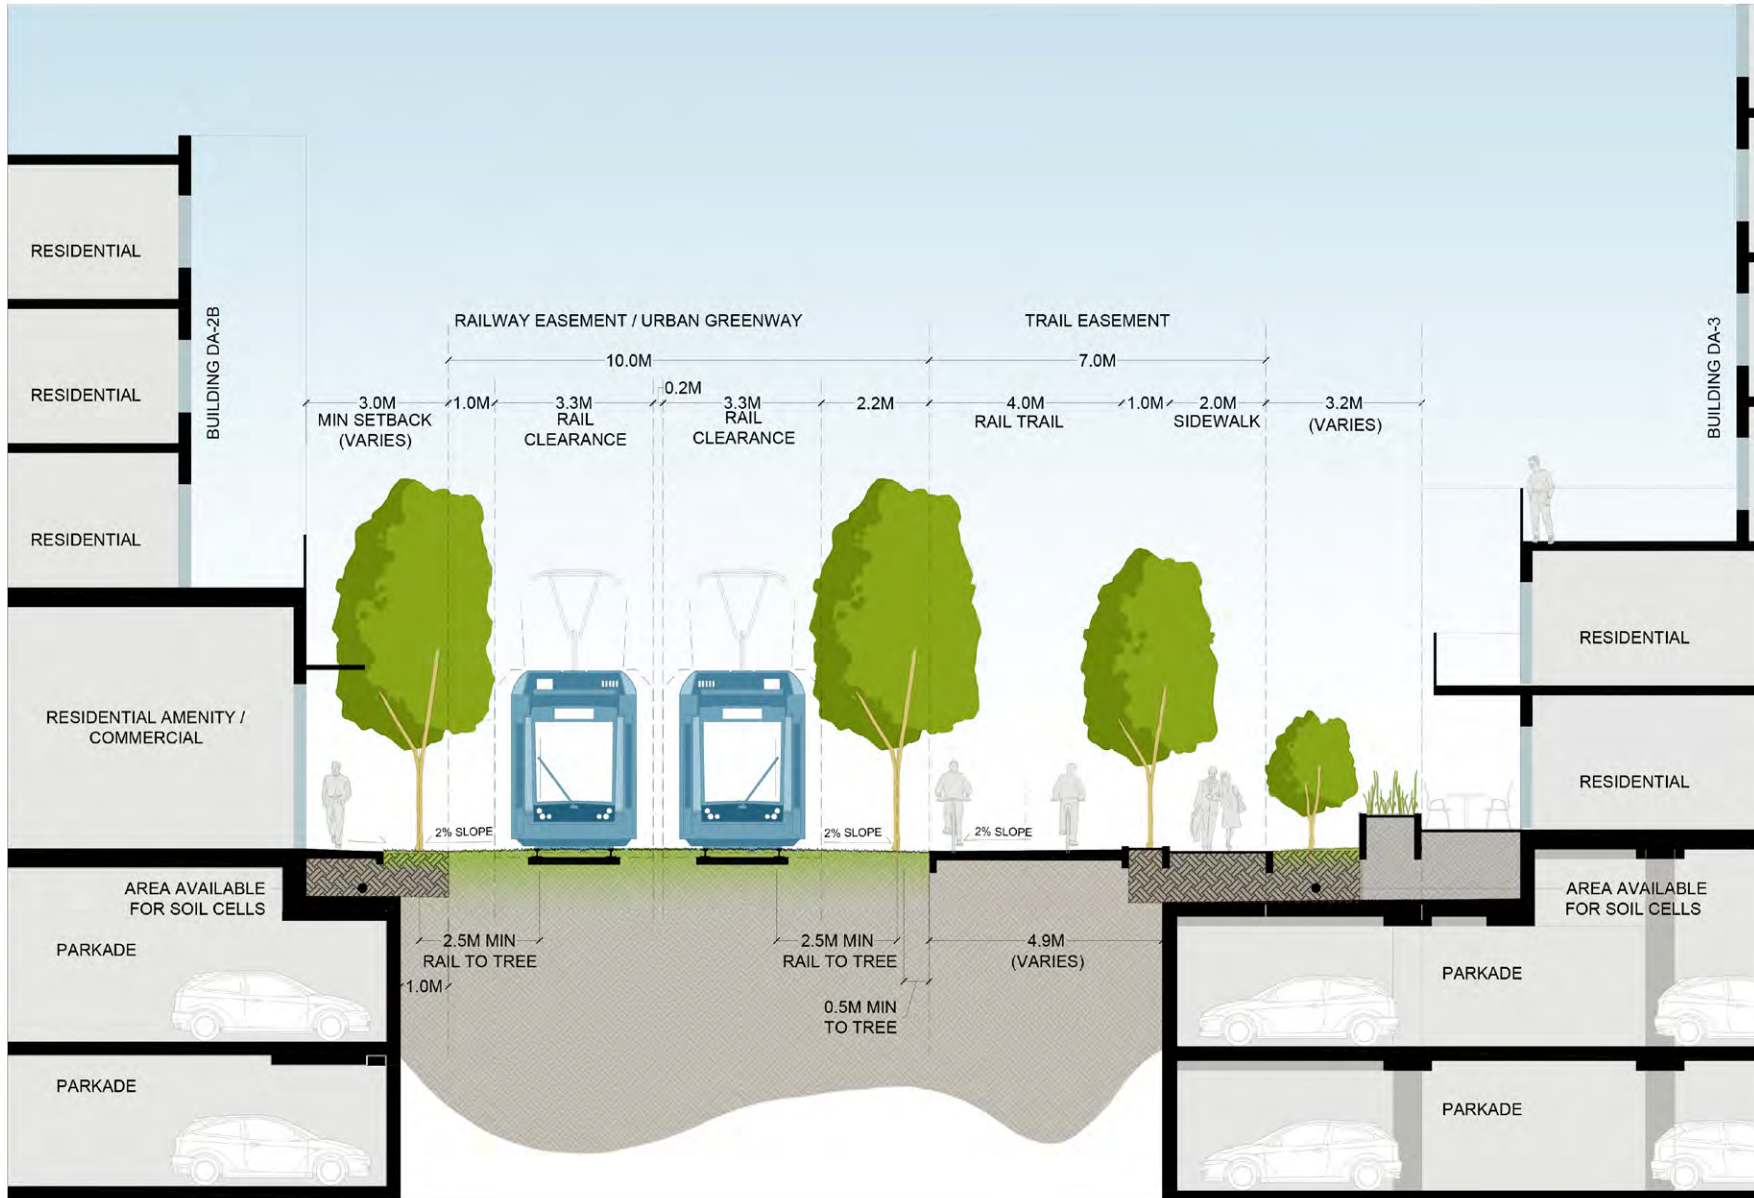 RAILWAY EASEMENT / URBAN GREENWAY
TRAIL EASEMENT
10.0M
7.0M
0.2M
3.0M
MIN SETBACK
(VARIES)
1.0M
3.3M
RAIL
CLEARANCE
3.3M
RAIL
CLEARANCE
2.2M
4.0M
RAIL TRAIL
1.0M
2.0M
SIDEWALK
3.2M
(VARIES)
RESIDENTIAL
RESIDENTIAL
RESIDENTIAL
BUILDING DA-2B
BUILDING DA-3
RESIDENTIAL AMENITY /
COMMERCIAL
RESIDENTIAL
RESIDENTIAL
2% SLOPE
2% SLOPE
2% SLOPE
AREA AVAILABLE
FOR SOIL CELLS
AREA AVAILABLE
FOR SOIL CELLS
PARKADE
2.5M MIN
RAIL TO TREE
1.0M
2.5M MIN
RAIL TO TREE
4.9M
(VARIES)
0.5M MIN
TO TREE
PARKADE
PARKADE
PARKADE